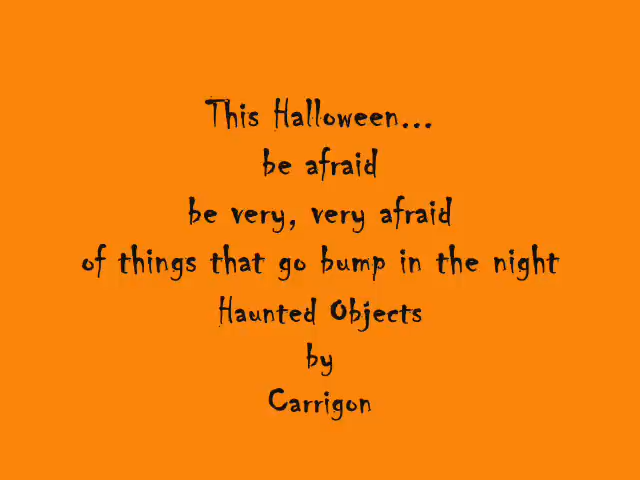 This Halloween...
be afraid
be very, very afraid
of things that go bump in the night
Haunted Objects
by
Carrigon